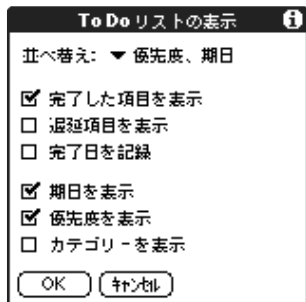 To Do リストの表示
並べ替え: ▼ 優先度、期日
完了した項目を表示
遅延項目を表示
完了日を記録
期日を表示
優先度を表示
カテゴリーを表示
OK キャンセル